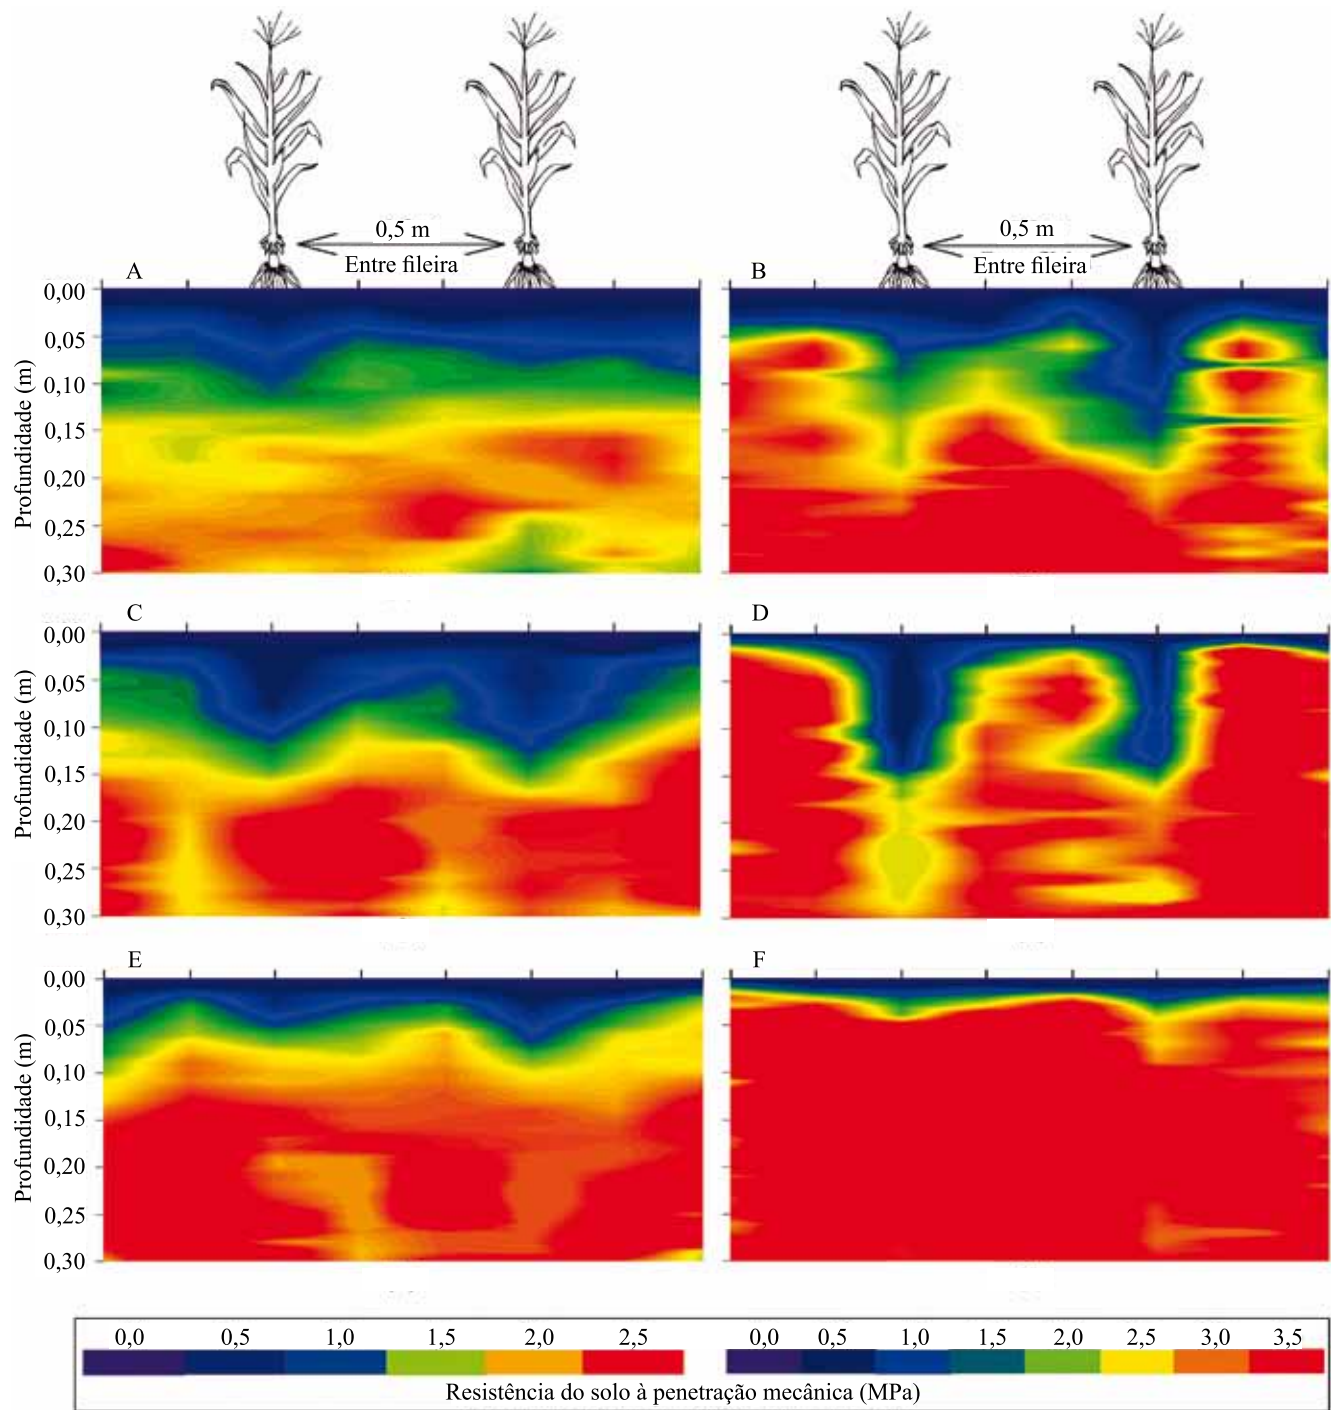 0,5 m
Entre fileira
0,5 m
Entre fileira
A
B
Profundidade (m)
0,00
0,05
0,10
0,15
0,20
0,25
0,30
C
D
Profundidade (m)
0,00
0,05
0,10
0,15
0,20
0,25
0,30
E
F
Profundidade (m)
0,00
0,05
0,10
0,15
0,20
0,25
0,30
0,0 0,5 1,0 1,5 2,0 2,5
0,0 0,5 1,0 1,5 2,0 2,5 3,0 3,5
Resistência do solo à penetração mecânica (MPa)